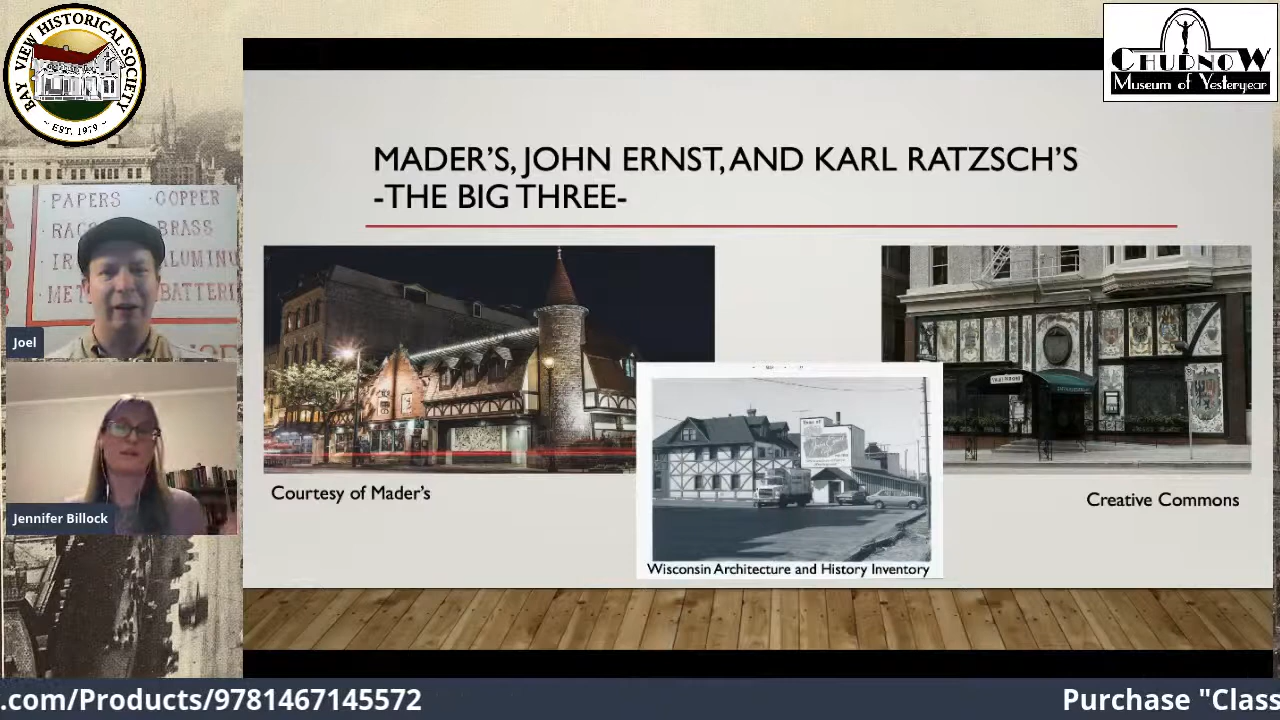 BAY VIEW HISTORICAL SOCIETY
~ EST. 1979 ~
CHUDNOW
Museum of Yesteryear
MADER'S, JOHN ERNST, AND KARL RATZSCH'S
-THE BIG THREE-
PAPERS · COPPER
BRASS
Joel
Jennifer Billock
Courtesy of Mader's
Creative Commons
Wisconsin Architecture and History Inventory
.com/Products/9781467145572
Purchase "Class